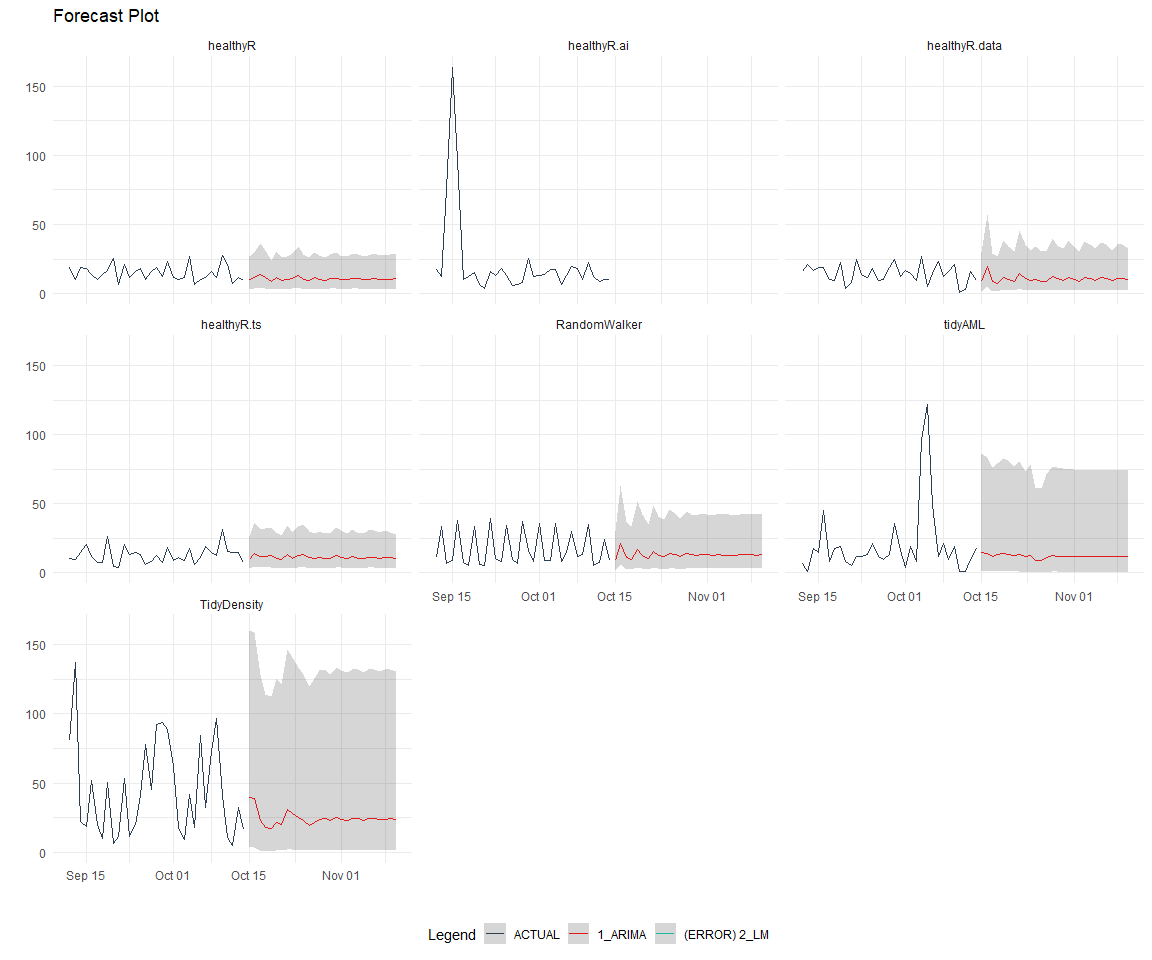 Forecast Plot
healthyR healthyR.ai healthyR.data
150
100
50
0
healthyR.ts RandomWalker tidyAML
150
100
50
0
Sep 15 Oct 01 Oct 15 Nov 01 Sep 15 Oct 01 Oct 15 Nov 01
TidyDensity
150
100
50
0
Sep 15 Oct 01 Oct 15 Nov 01
Legend ACTUAL 1_ARIMA (ERROR) 2_LM